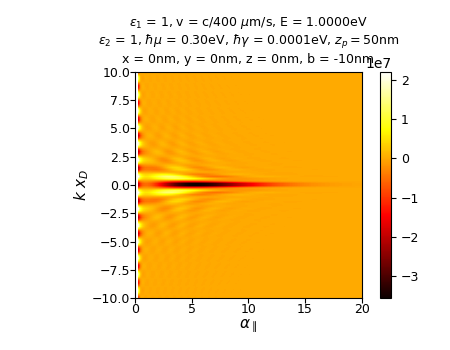 ε₁ = 1, v = c/400 μm/s, E = 1.0000eV
ε₂ = 1, ℏμ = 0.30eV, ℏγ = 0.0001eV, z_p = 50nm
x = 0nm, y = 0nm, z = 0nm, b = -10nm
1e7
10.0
7.5
5.0
2.5
0.0
−2.5
−5.0
−7.5
−10.0
k x_D
0 5 10 15 20
α_∥
2
1
0
−1
−2
−3